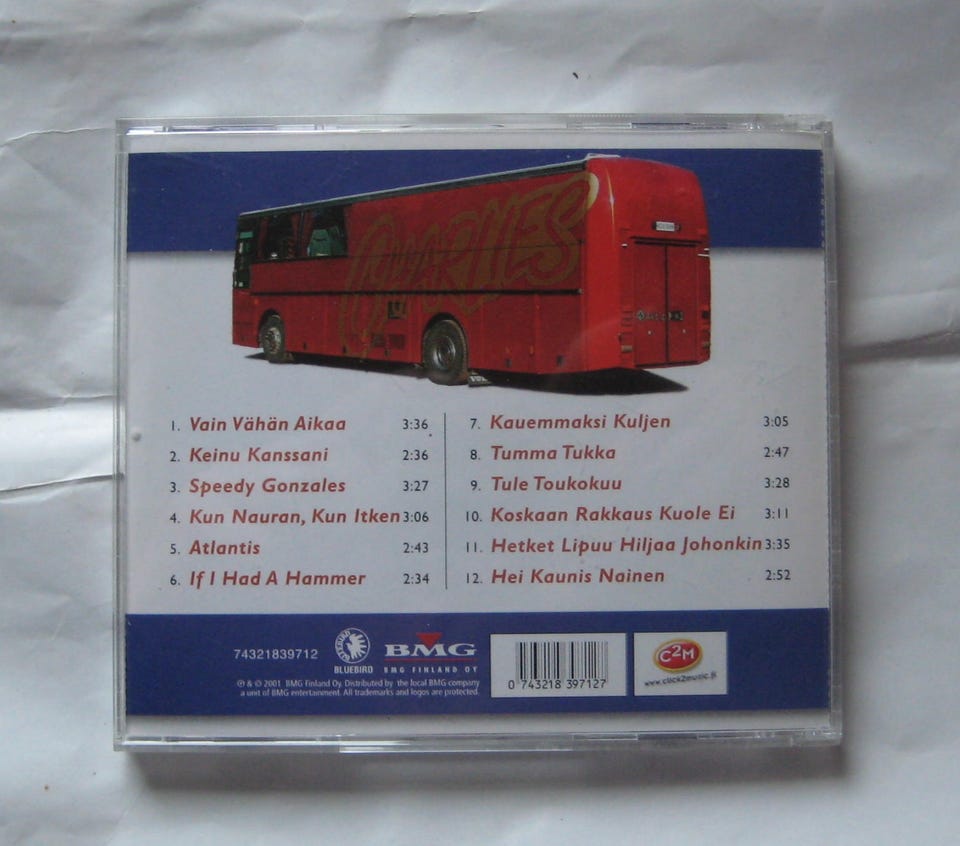 CHARLIES
1. Vain Vähän Aikaa 3:36
2. Keinu Kanssani 2:36
3. Speedy Gonzales 3:27
4. Kun Nauran, Kun Itken 3:06
5. Atlantis 2:43
6. If I Had A Hammer 2:34
7. Kauemmaksi Kuljen 3:05
8. Tumma Tukka 2:47
9. Tule Toukokuu 3:28
10. Koskaan Rakkaus Kuole Ei 3:11
11. Hetket Lipuu Hiljaa Johonkin 3:35
12. Hei Kaunis Nainen 2:52
74321839712
BLUEBIRD
BLUEBIRD
BMG
BMG FINLAND OY
℗ & © 2001 BMG Finland Oy. Distributed by the local BMG company
a unit of BMG entertainment. All trademarks and logos are protected.
0 743218 397127
C2M
www.click2music.fi